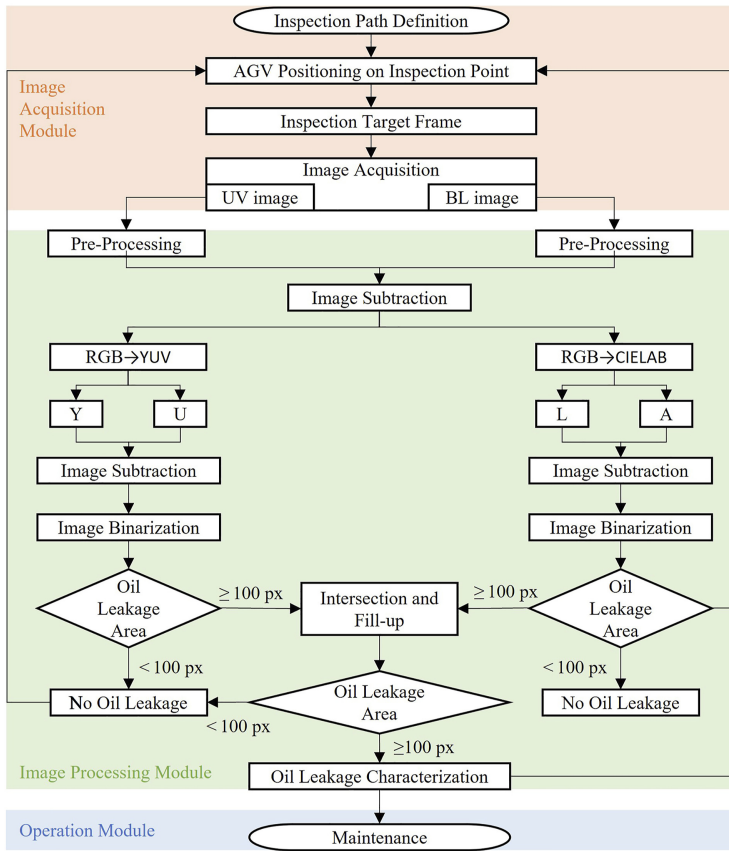 Inspection Path Definition
AGV Positioning on Inspection Point
Image
Acquisition
Module
Inspection Target Frame
Image Acquisition
UV image
BL image
Pre-Processing
Pre-Processing
Image Subtraction
RGB→YUV
RGB→CIELAB
Y
U
L
A
Image Subtraction
Image Subtraction
Image Binarization
Image Binarization
Oil
Leakage
Area
≥100 px
Intersection and
Fill-up
≥100 px
Oil
Leakage
Area
< 100 px
< 100 px
No Oil Leakage
Oil Leakage
Area
No Oil Leakage
< 100 px
≥100 px
Image Processing Module
Oil Leakage Characterization
Operation Module
Maintenance